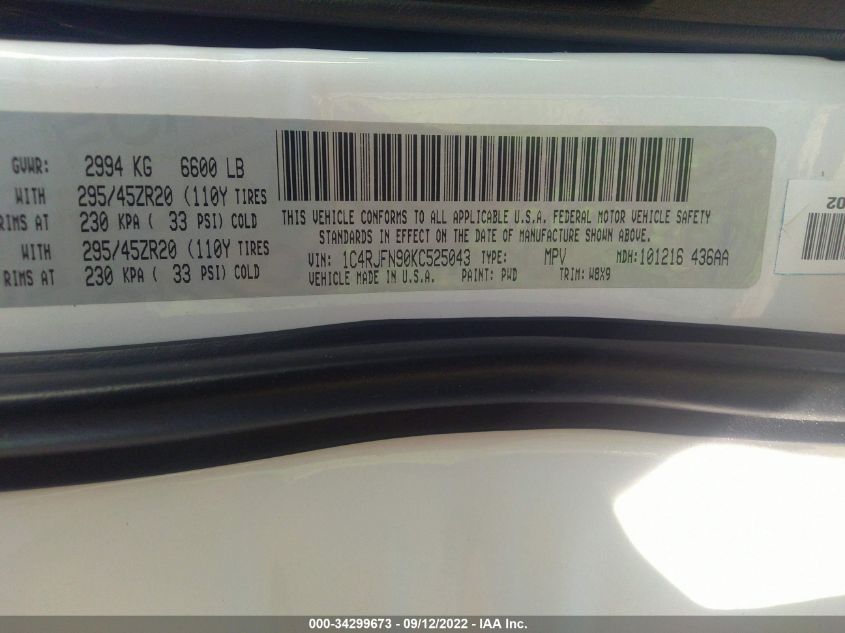 GVWR: 2994 KG 6600 LB
WITH 295/45ZR20 (110Y TIRES
RIMS AT 230 KPA ( 33 PSI) COLD
WITH 295/45ZR20 (110Y TIRES
RIMS AT 230 KPA ( 33 PSI) COLD
THIS VEHICLE CONFORMS TO ALL APPLICABLE U.S.A. FEDERAL MOTOR VEHICLE SAFETY
STANDARDS IN EFFECT ON THE DATE OF MANUFACTURE SHOWN ABOVE.
VIN: 1C4RJFN90KC525043 TYPE: MPV MDH:101216 436AA
VEHICLE MADE IN U.S.A. PAINT: PWD TRIM: W8X9
02
000-34299673 - 09/12/2022 - IAA Inc.